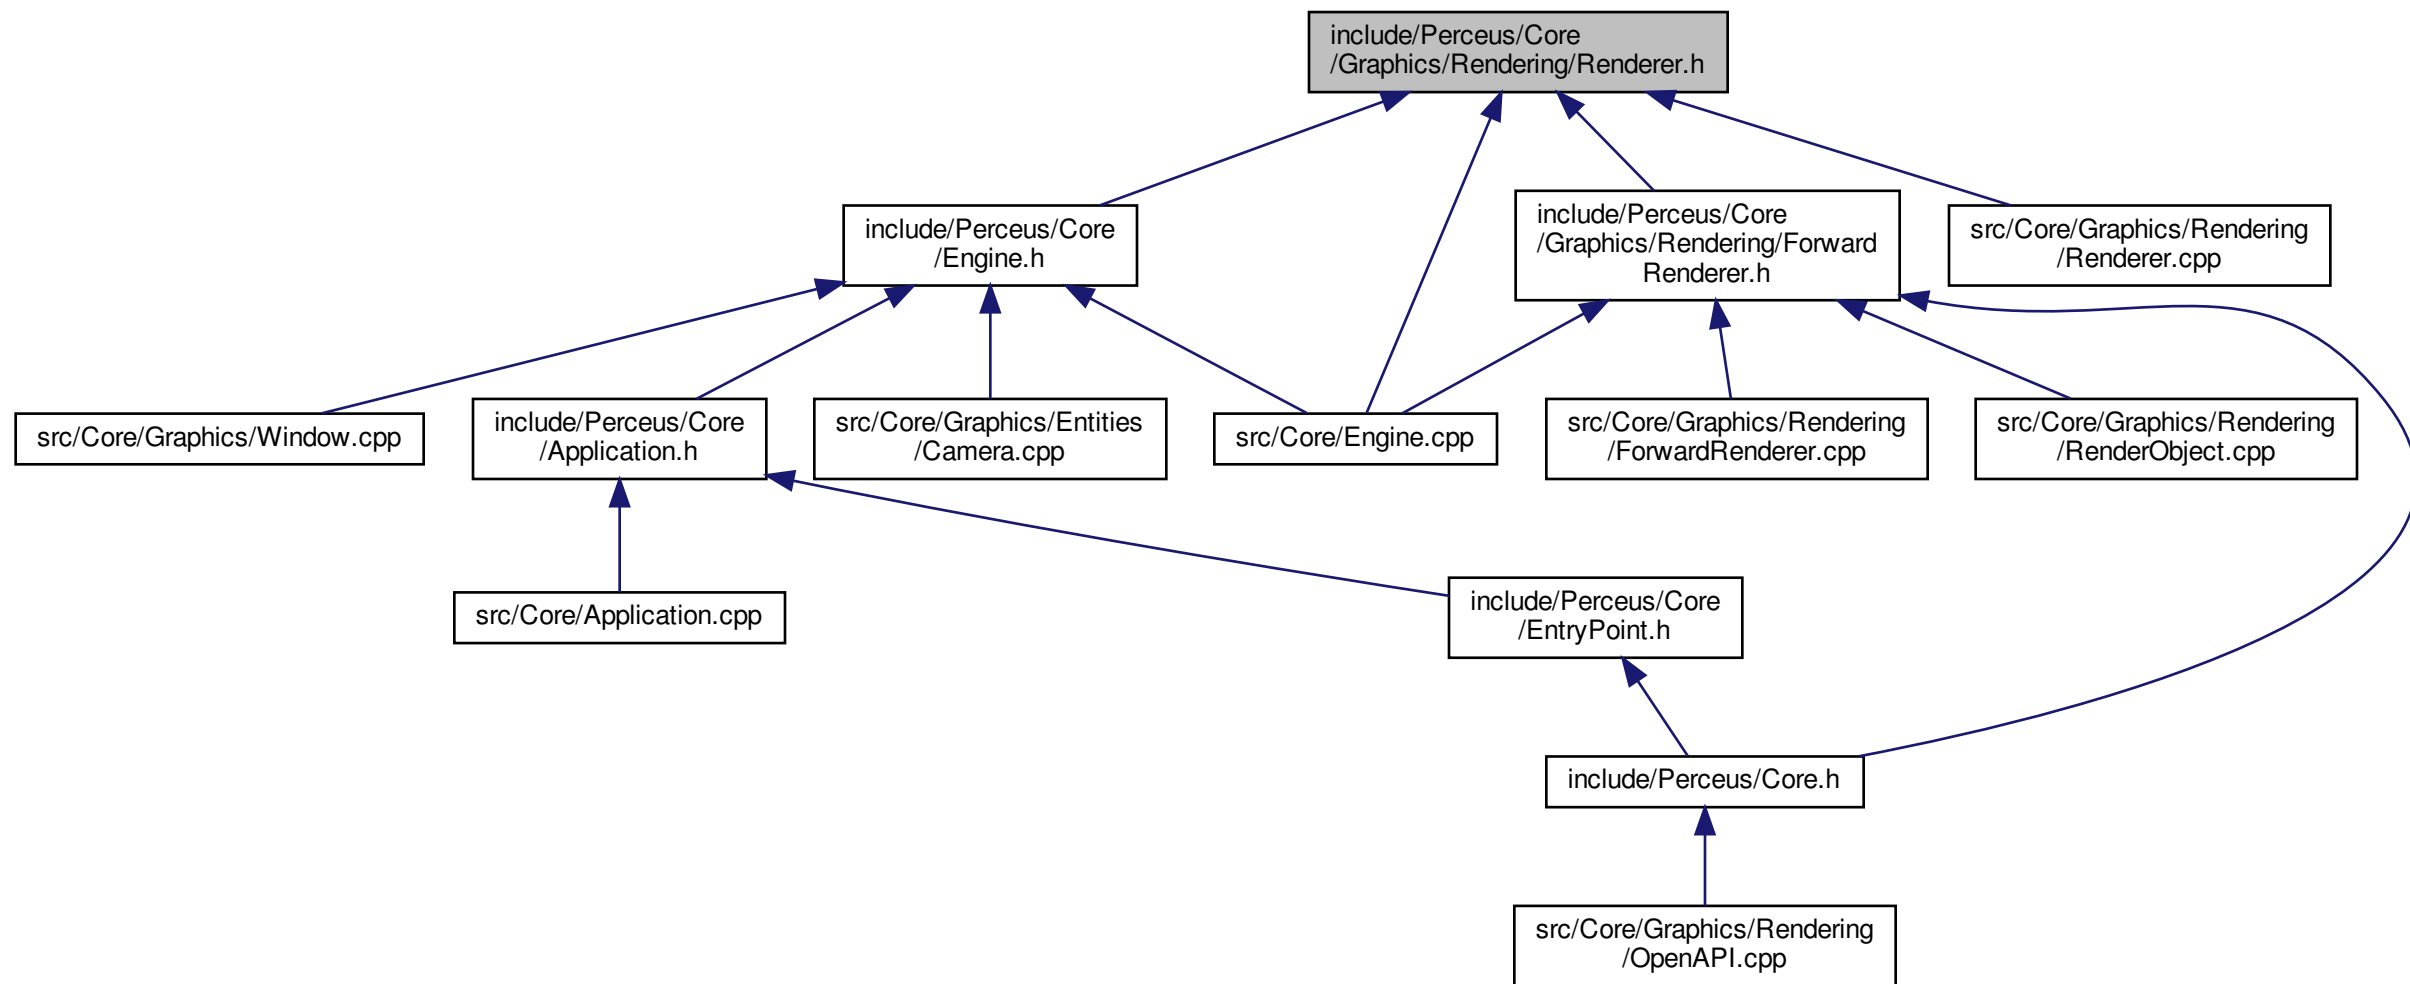 include/Perceus/Core
/Graphics/Rendering/Renderer.h
include/Perceus/Core
/Engine.h
include/Perceus/Core
/Graphics/Rendering/Forward
Renderer.h
src/Core/Graphics/Rendering
/Renderer.cpp
src/Core/Graphics/Window.cpp
include/Perceus/Core
/Application.h
src/Core/Graphics/Entities
/Camera.cpp
src/Core/Engine.cpp
src/Core/Graphics/Rendering
/ForwardRenderer.cpp
src/Core/Graphics/Rendering
/RenderObject.cpp
src/Core/Application.cpp
include/Perceus/Core
/EntryPoint.h
include/Perceus/Core.h
src/Core/Graphics/Rendering
/OpenAPI.cpp